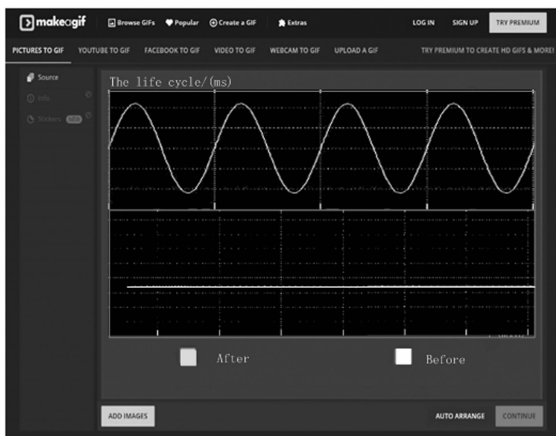 makeagif Browse GIFs Popular Create a GIF Extras LOG IN SIGN UP TRY PREMIUM
PICTURES TO GIF YOUTUBE TO GIF FACEBOOK TO GIF VIDEO TO GIF WEBCAM TO GIF UPLOAD A GIF TRY PREMIUM TO CREATE HD GIFS & MORE!
Source
Info
Stickers
The life cycle/(ms)
After Before
ADD IMAGES AUTO ARRANGE CONTINUE